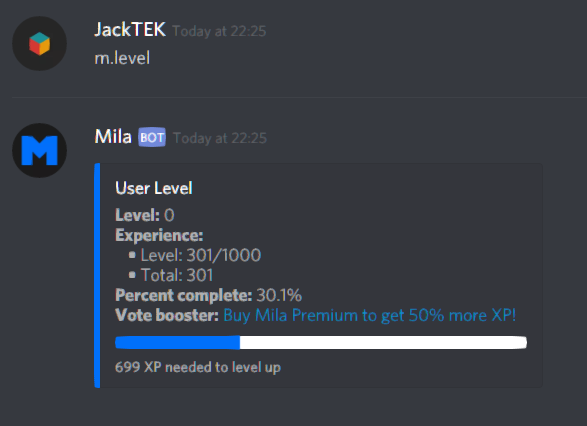 JackTEK Today at 22:25
m.level
M
Mila BOT Today at 22:25
User Level
Level: 0
Experience:
▪ Level: 301/1000
▪ Total: 301
Percent complete: 30.1%
Vote booster: Buy Mila Premium to get 50% more XP!
699 XP needed to level up